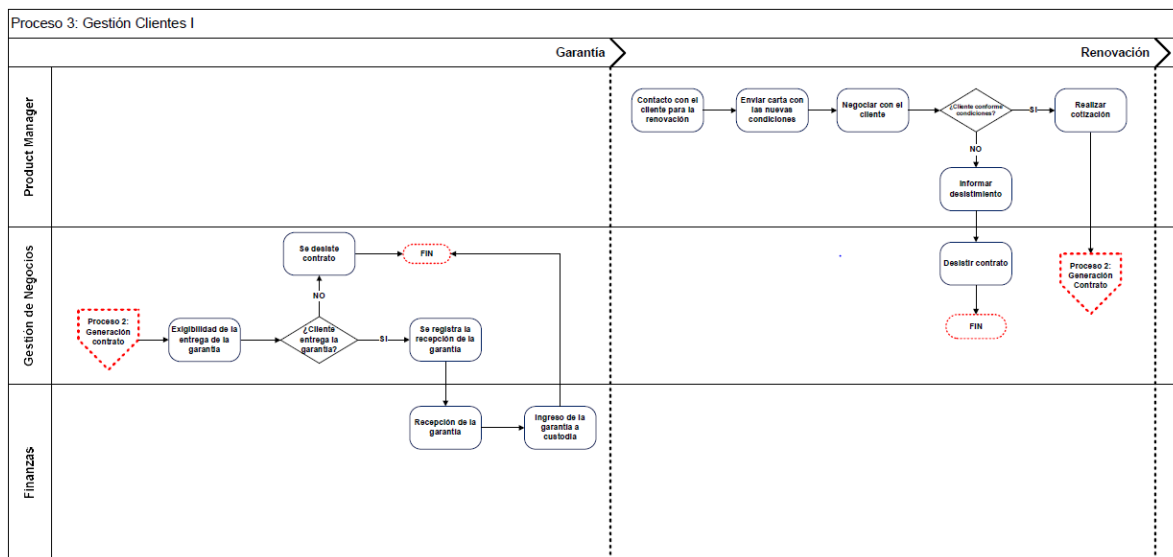 Proceso 3: Gestión Clientes I
Garantía
Renovación
Product Manager
Contacto con el
cliente para la
renovación
Enviar carta con
las nuevas
condiciones
Negociar con el
cliente
¿Cliente conforme
condiciones?
SI
Realizar
cotización
NO
Informar
desistimiento
Gestión de Negocios
Se desiste
contrato
FIN
Desistir contrato
Proceso 2:
Generación
Contrato
NO
Proceso 2:
Generación
contrato
Exigibilidad de la
entrega de la
garantía
¿Cliente
entrega la
garantía?
SI
Se registra la
recepción de la
garantía
FIN
Finanzas
Recepción de la
garantía
Ingreso de la
garantía a
custodia